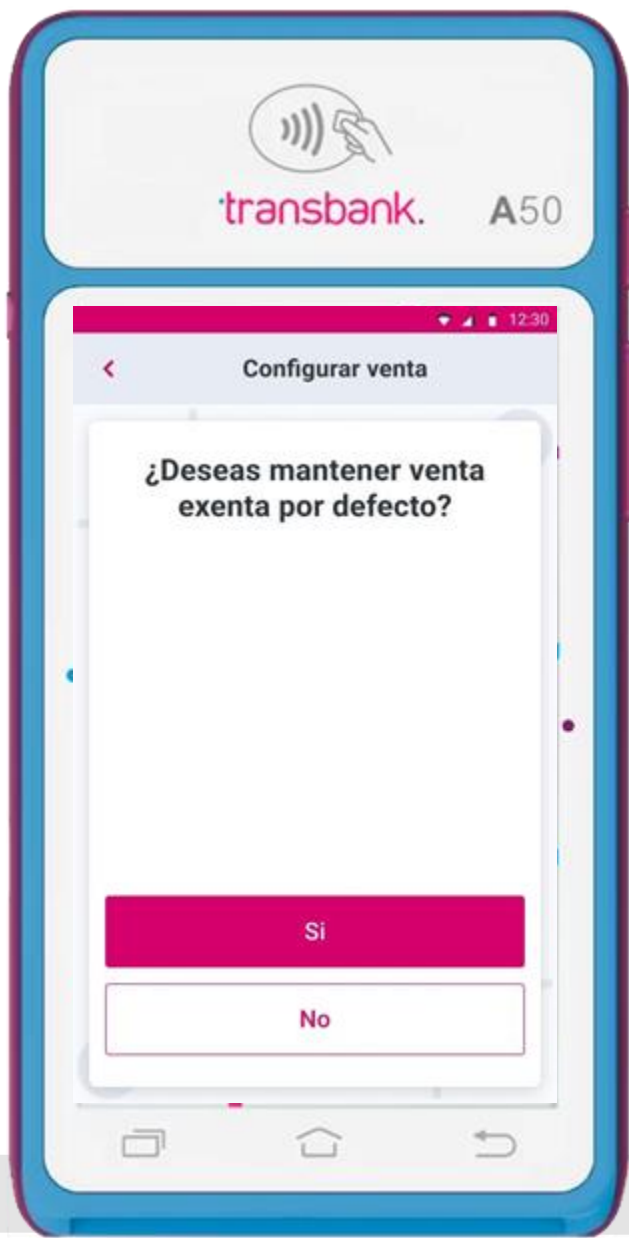 transbank.
A50
12:30
Configurar venta
¿Deseas mantener venta
exenta por defecto?
Si
No